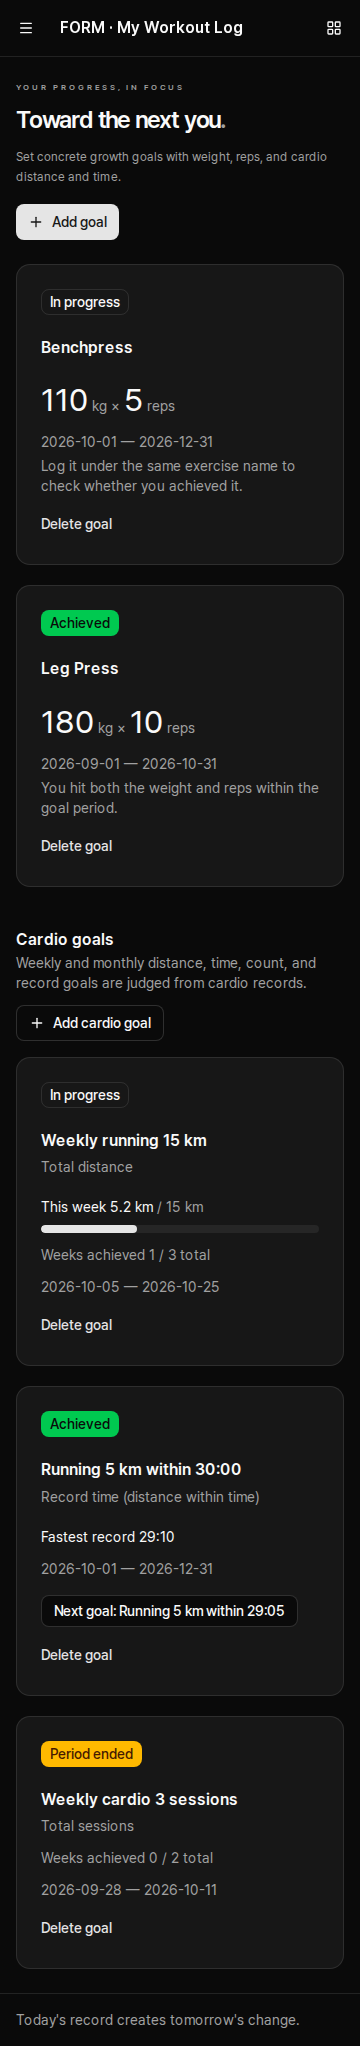 FORM · My Workout Log
YOUR PROGRESS, IN FOCUS
Toward the next you.
Set concrete growth goals with weight, reps, and cardio
distance and time.
+ Add goal
In progress
Benchpress
110 kg × 5 reps
2026-10-01 — 2026-12-31
Log it under the same exercise name to
check whether you achieved it.
Delete goal
Achieved
Leg Press
180 kg × 10 reps
2026-09-01 — 2026-10-31
You hit both the weight and reps within the
goal period.
Delete goal
Cardio goals
Weekly and monthly distance, time, count, and
record goals are judged from cardio records.
+ Add cardio goal
In progress
Weekly running 15 km
Total distance
This week 5.2 km / 15 km
Weeks achieved 1 / 3 total
2026-10-05 — 2026-10-25
Delete goal
Achieved
Running 5 km within 30:00
Record time (distance within time)
Fastest record 29:10
2026-10-01 — 2026-12-31
Next goal: Running 5 km within 29:05
Delete goal
Period ended
Weekly cardio 3 sessions
Total sessions
Weeks achieved 0 / 2 total
2026-09-28 — 2026-10-11
Delete goal
Today's record creates tomorrow's change.